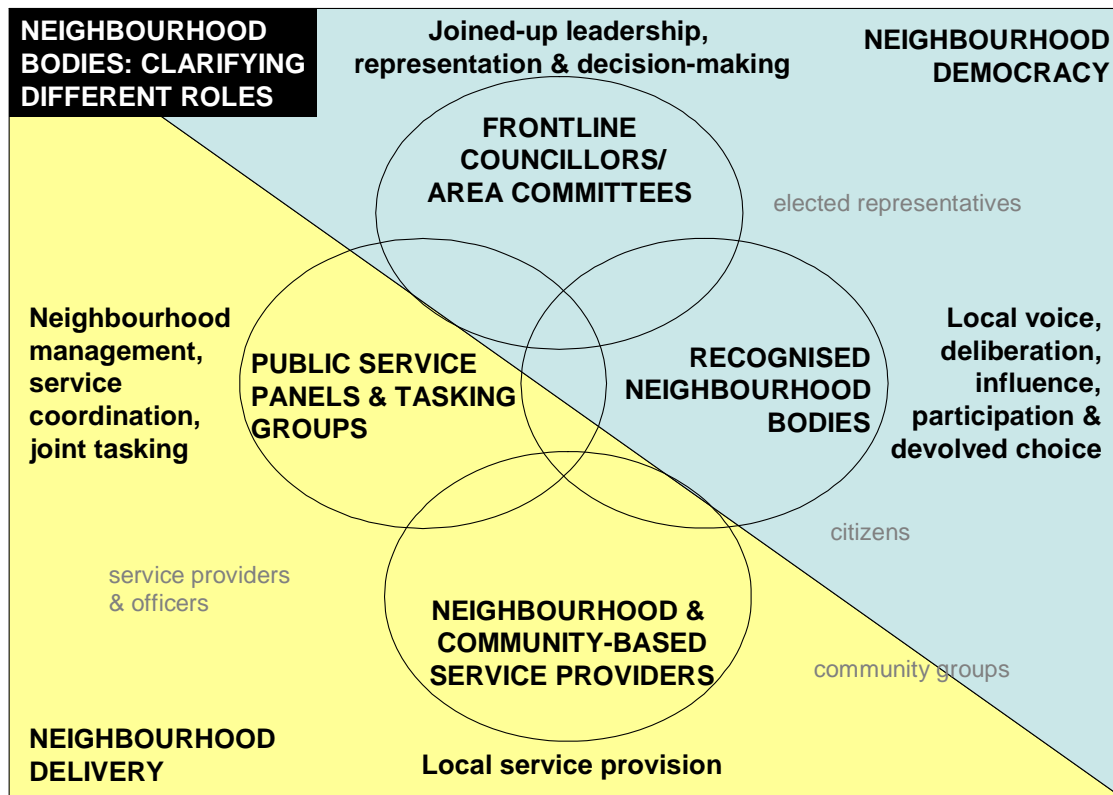 NEIGHBOURHOOD
BODIES: CLARIFYING
DIFFERENT ROLES
Joined-up leadership,
representation & decision-making
NEIGHBOURHOOD
DEMOCRACY
FRONTLINE
COUNCILLORS/
AREA COMMITTEES
elected representatives
Neighbourhood
management,
service
coordination,
joint tasking
PUBLIC SERVICE
PANELS & TASKING
GROUPS
RECOGNISED
NEIGHBOURHOOD
BODIES
Local voice,
deliberation,
influence,
participation &
devolved choice
citizens
service providers
& officers
NEIGHBOURHOOD &
COMMUNITY-BASED
SERVICE PROVIDERS
community groups
NEIGHBOURHOOD
DELIVERY
Local service provision